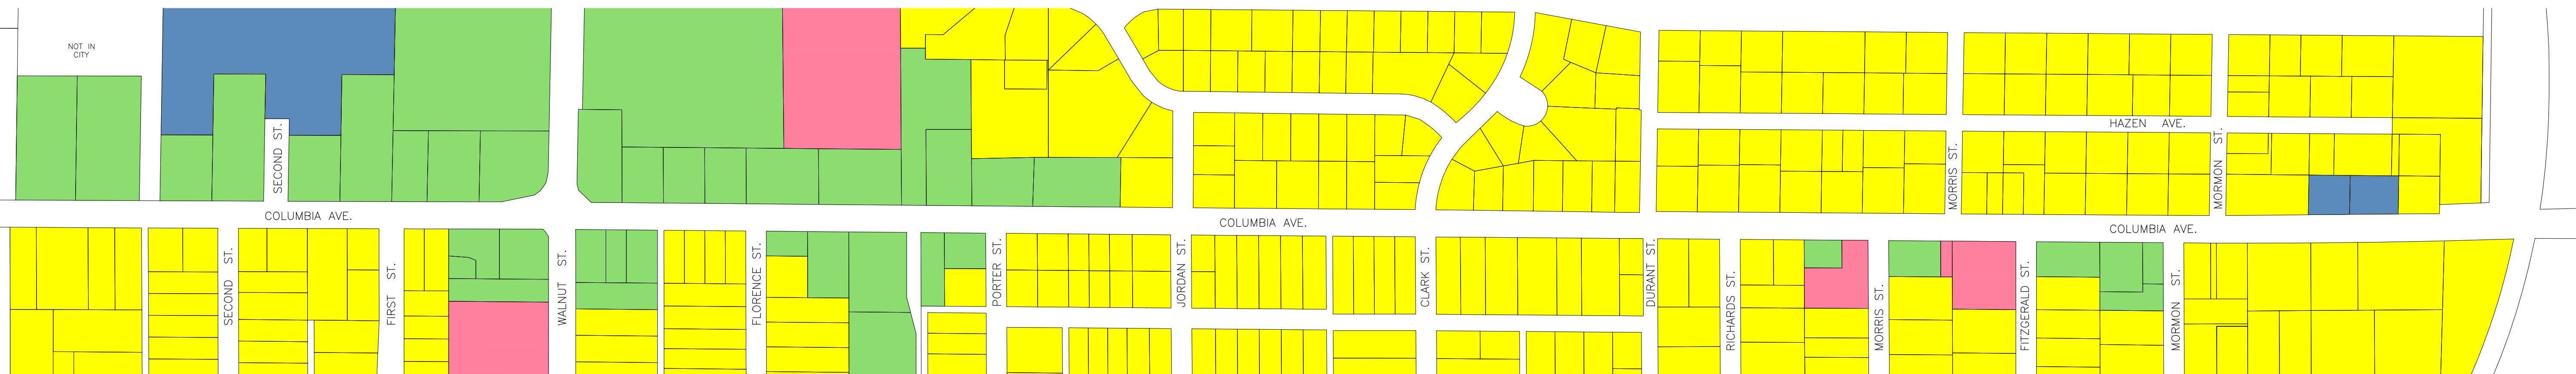 NOT IN
CITY
SECOND ST.
HAZEN AVE.
MORRIS ST.
MORMON ST.
COLUMBIA AVE.
COLUMBIA AVE.
COLUMBIA AVE.
SECOND ST.
FIRST ST.
WALNUT ST.
FLORENCE ST.
PORTER ST.
JORDAN ST.
CLARK ST.
DURANT ST.
RICHARDS ST.
MORRIS ST.
FITZGERALD ST.
MORMON ST.